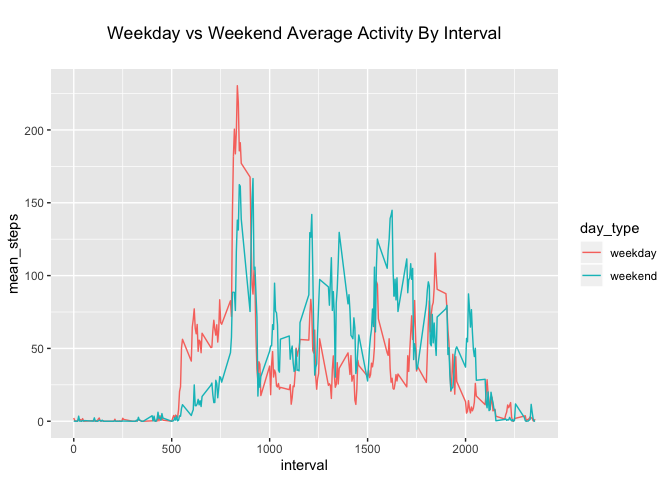 Weekday vs Weekend Average Activity By Interval
mean_steps
200
150
100
50
0
0
500
1000
1500
2000
interval
day_type
weekday
weekend